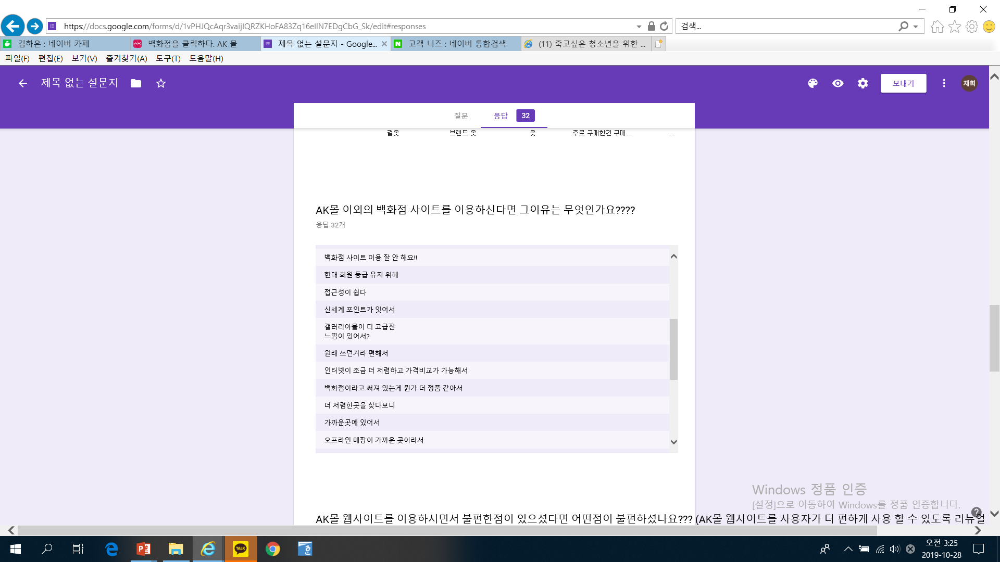 https://docs.google.com/forms/d/1vPHJQcAqr3vaijJQRZKHoFA83Zq16eIlN7EDgCbG_Sk/edit#responses
검색...
김하은 : 네이버 카페
백화점을 클릭하다. AK 몰
제목 없는 설문지 - Google...
고객 니즈 : 네이버 통합검색
(11) 죽고싶은 청소년을 위한 ...
파일(F) 편집(E) 보기(V) 즐겨찾기(A) 도구(T) 도움말(H)
제목 없는 설문지
보내기
재희
질문 응답 32
겉옷 브랜드 옷 옷 주로 구매한건 구매... ...
AK몰 이외의 백화점 사이트를 이용하신다면 그이유는 무엇인가요????
응답 32개
백화점 사이트 이용 잘 안 해요!!
현대 회원 등급 유지 위해
접근성이 쉽다
신세계 포인트가 잇어서
갤러리아몰이 더 고급진
느낌이 있어서?
원래 쓰던거라 편해서
인터넷이 조금 더 저렴하고 가격비교가 가능해서
백화점이라고 써져 있는게 뭔가 더 정품 같아서
더 저렴한곳을 찾다보니
가까운곳에 있어서
오프라인 매장이 가까운 곳이라서
Windows 정품 인증
[설정]으로 이동하여 Windows를 정품 인증합니다.
AK몰 웹사이트를 이용하시면서 불편한점이 있으셨다면 어떤점이 불편하셨나요??? (AK몰 웹사이트를 사용자가 더 편하게 사용 할 수 있도록 리뉴얼
TALK
오전 3:25
2019-10-28